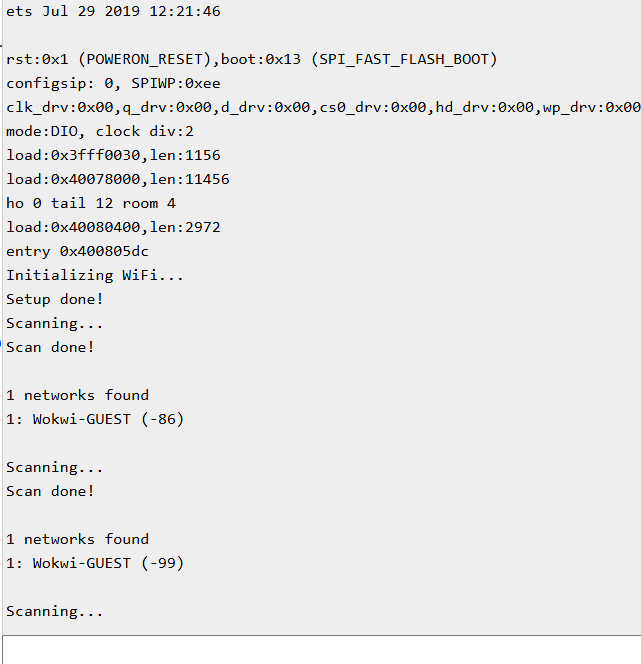 ets Jul 29 2019 12:21:46
rst:0x1 (POWERON_RESET),boot:0x13 (SPI_FAST_FLASH_BOOT)
configsip: 0, SPIWP:0xee
clk_drv:0x00,q_drv:0x00,d_drv:0x00,cs0_drv:0x00,hd_drv:0x00,wp_drv:0x00
mode:DIO, clock div:2
load:0x3fff0030,len:1156
load:0x40078000,len:11456
ho 0 tail 12 room 4
load:0x40080400,len:2972
entry 0x400805dc
Initializing WiFi...
Setup done!
Scanning...
Scan done!
1 networks found
1: Wokwi-GUEST (-86)
Scanning...
Scan done!
1 networks found
1: Wokwi-GUEST (-99)
Scanning...